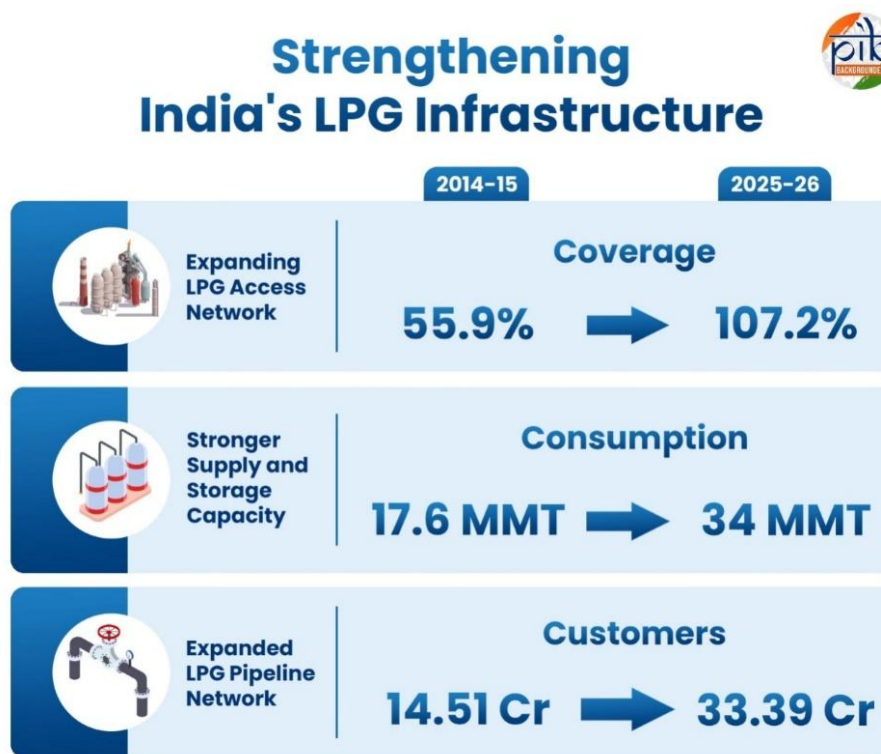 Strengthening
India's LPG Infrastructure
pib
2014-15
2025-26
Expanding
LPG Access
Network
Coverage
55.9%
107.2%
Stronger
Supply and
Storage
Capacity
Consumption
17.6 MMT
34 MMT
Expanded
LPG Pipeline
Network
Customers
14.51 Cr
33.39 Cr